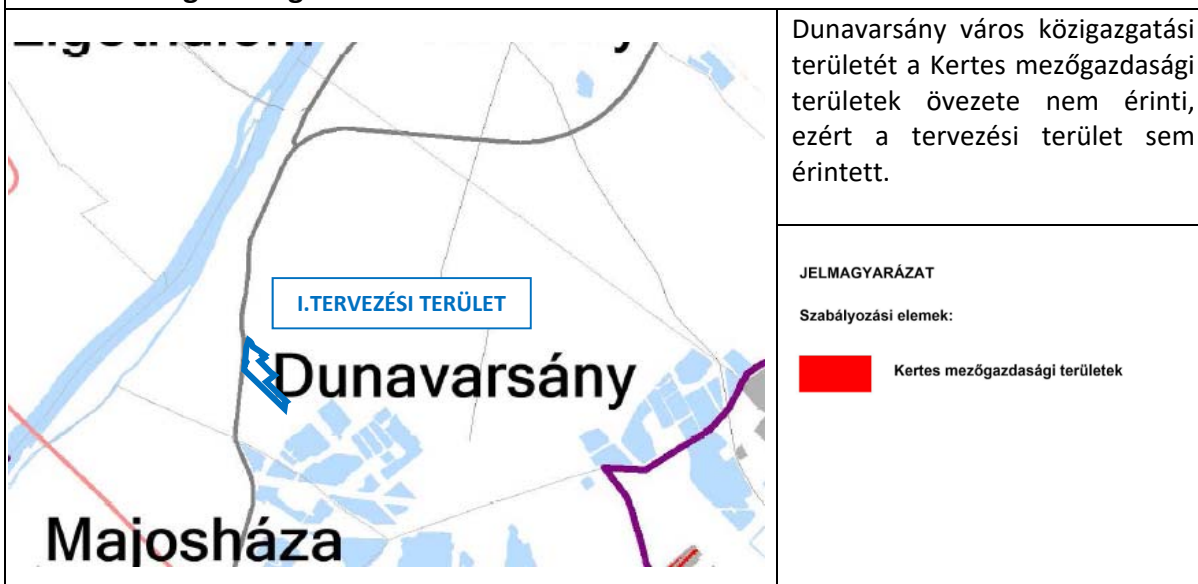 Dunavarsány város közigazgatási
területét a Kertes mezőgazdasági
területek övezete nem érinti,
ezért a tervezési terület sem
érintett.
I.TERVEZÉSI TERÜLET
Dunavarsány
Majosháza
JELMAGYARÁZAT
Szabályozási elemek:
Kertes mezőgazdasági területek